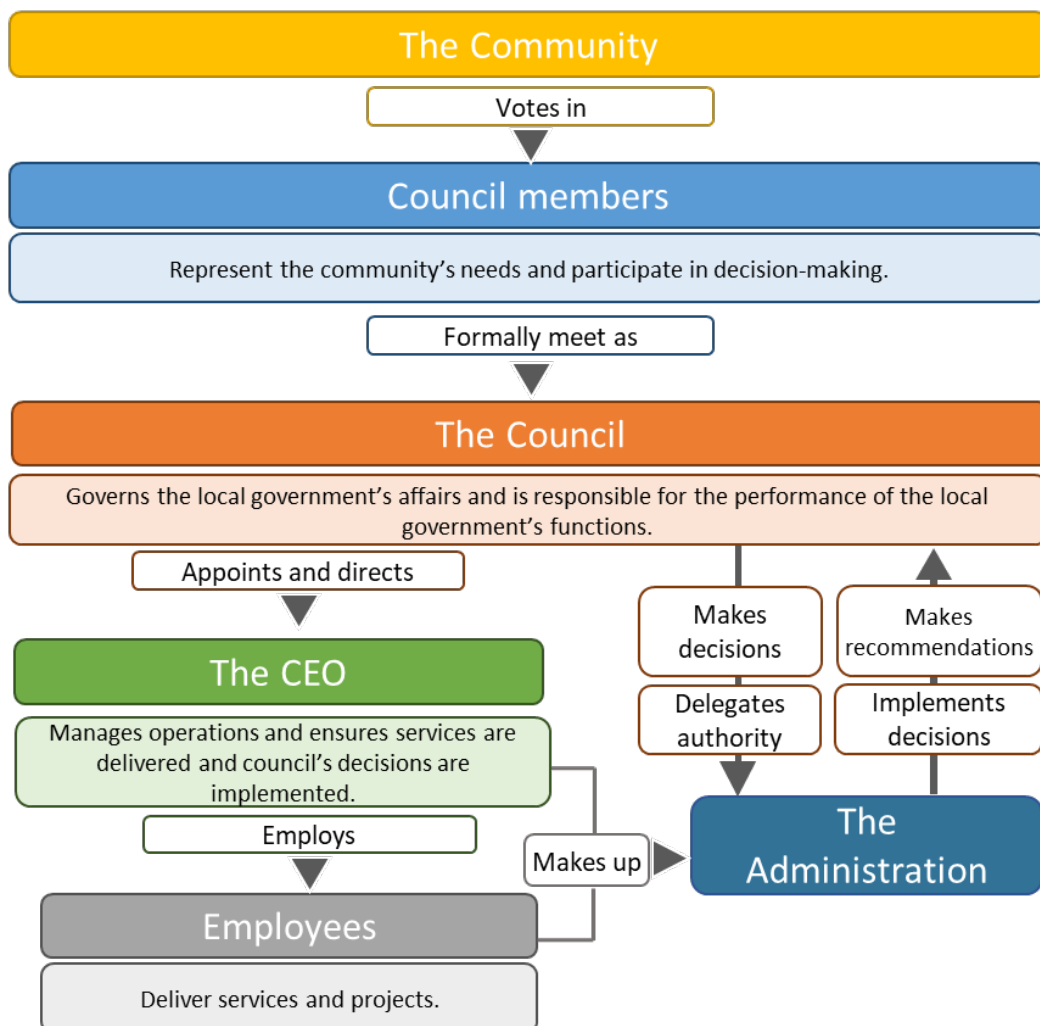 The Community
Votes in
Council members
Represent the community’s needs and participate in decision-making.
Formally meet as
The Council
Governs the local government’s affairs and is responsible for the performance of the local
government’s functions.
Appoints and directs
The CEO
Manages operations and ensures services are
delivered and council’s decisions are
implemented.
Employs
Employees
Deliver services and projects.
Makes up
Makes
decisions
Delegates
authority
Makes
recommendations
Implements
decisions
The
Administration